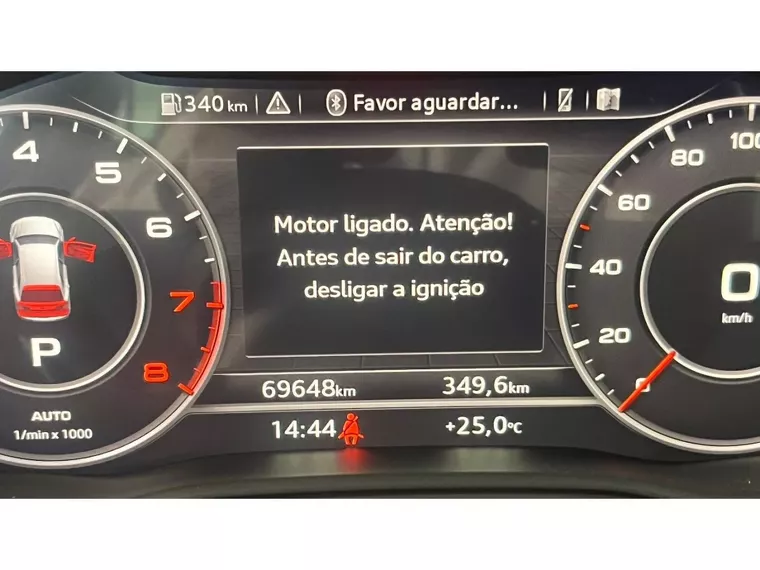 340 km Favor aguardar...
4 5 6 7 8
Motor ligado. Atenção!
Antes de sair do carro,
desligar a ignição
P
AUTO
1/min x 1000
0 20 40 60 80 100
0
km/h
69648km 349,6km
14:44 +25,0°C